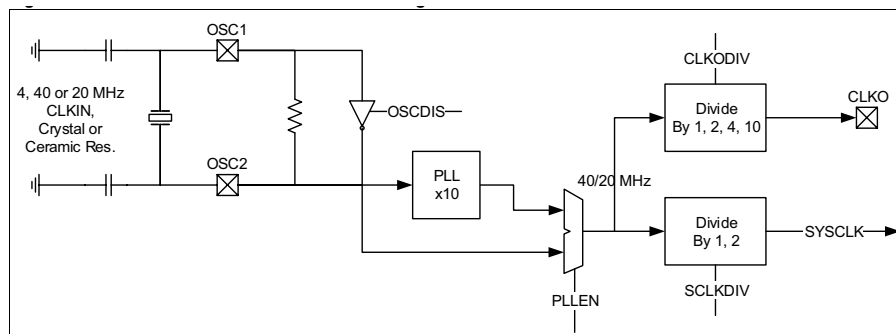 OSC1
4, 40 or 20 MHz
CLKIN,
Crystal or
Ceramic Res.
OSC2
OSCDIS
PLL
x10
40/20 MHz
PLLEN
CLKODIV
Divide
By 1, 2, 4, 10
CLKO
Divide
By 1, 2
SYSCLK
SCLKDIV